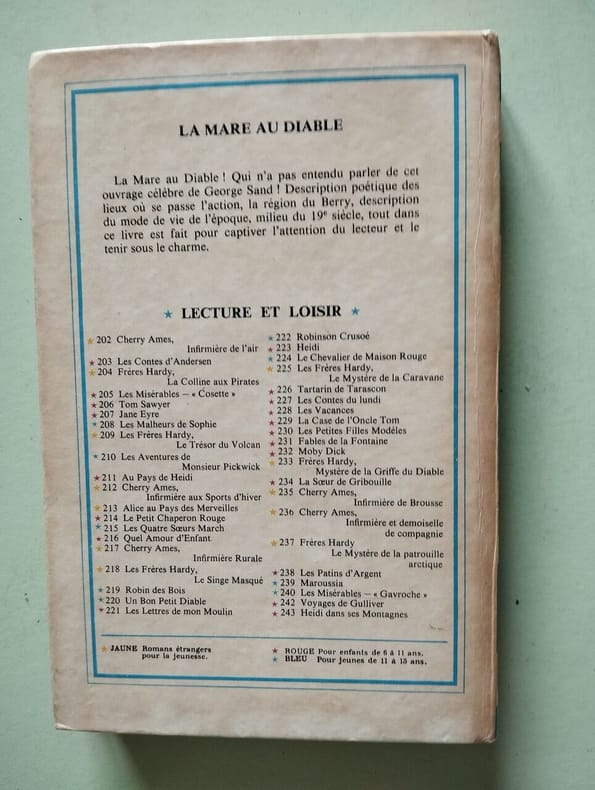 LA MARE AU DIABLE
La Mare au Diable ! Qui n'a pas entendu parler de cet
ouvrage célèbre de George Sand ! Description poétique des
lieux où se passe l'action, la région du Berry, description
du mode de vie de l'époque, milieu du 19e siècle, tout dans
ce livre est fait pour captiver l'attention du lecteur et le
tenir sous le charme.
★ LECTURE ET LOISIR ★
★ 202 Cherry Ames,
Infirmière de l'air
★ 203 Les Contes d'Andersen
★ 204 Frères Hardy,
La Colline aux Pirates
★ 205 Les Misérables — « Cosette »
★ 206 Tom Sawyer
★ 207 Jane Eyre
★ 208 Les Malheurs de Sophie
★ 209 Les Frères Hardy,
Le Trésor du Volcan
★ 210 Les Aventures de
Monsieur Pickwick
★ 211 Au Pays de Heidi
★ 212 Cherry Ames,
Infirmière aux Sports d'hiver
★ 213 Alice au Pays des Merveilles
★ 214 Le Petit Chaperon Rouge
★ 215 Les Quatre Sœurs March
★ 216 Quel Amour d'Enfant
★ 217 Cherry Ames,
Infirmière Rurale
★ 218 Les Frères Hardy,
Le Singe Masqué
★ 219 Robin des Bois
★ 220 Un Bon Petit Diable
★ 221 Les Lettres de mon Moulin
★ 222 Robinson Crusoé
★ 223 Heidi
★ 224 Le Chevalier de Maison Rouge
★ 225 Les Frères Hardy,
Le Mystère de la Caravane
★ 226 Tartarin de Tarascon
★ 227 Les Contes du lundi
★ 228 Les Vacances
★ 229 La Case de l'Oncle Tom
★ 230 Les Petites Filles Modèles
★ 231 Fables de la Fontaine
★ 232 Moby Dick
★ 233 Frères Hardy,
Mystère de la Griffe du Diable
★ 234 La Sœur de Gribouille
★ 235 Cherry Ames,
Infirmière de Brousse
★ 236 Cherry Ames,
Infirmière et demoiselle
de compagnie
★ 237 Frères Hardy
Le Mystère de la patrouille
arctique
★ 238 Les Patins d'Argent
★ 239 Maroussia
★ 240 Les Misérables — « Gavroche »
★ 242 Voyages de Gulliver
★ 243 Heidi dans ses Montagnes
★ JAUNE Romans étrangers
pour la jeunesse.
★ ROUGE Pour enfants de 6 à 11 ans.
★ BLEU Pour jeunes de 11 à 15 ans.